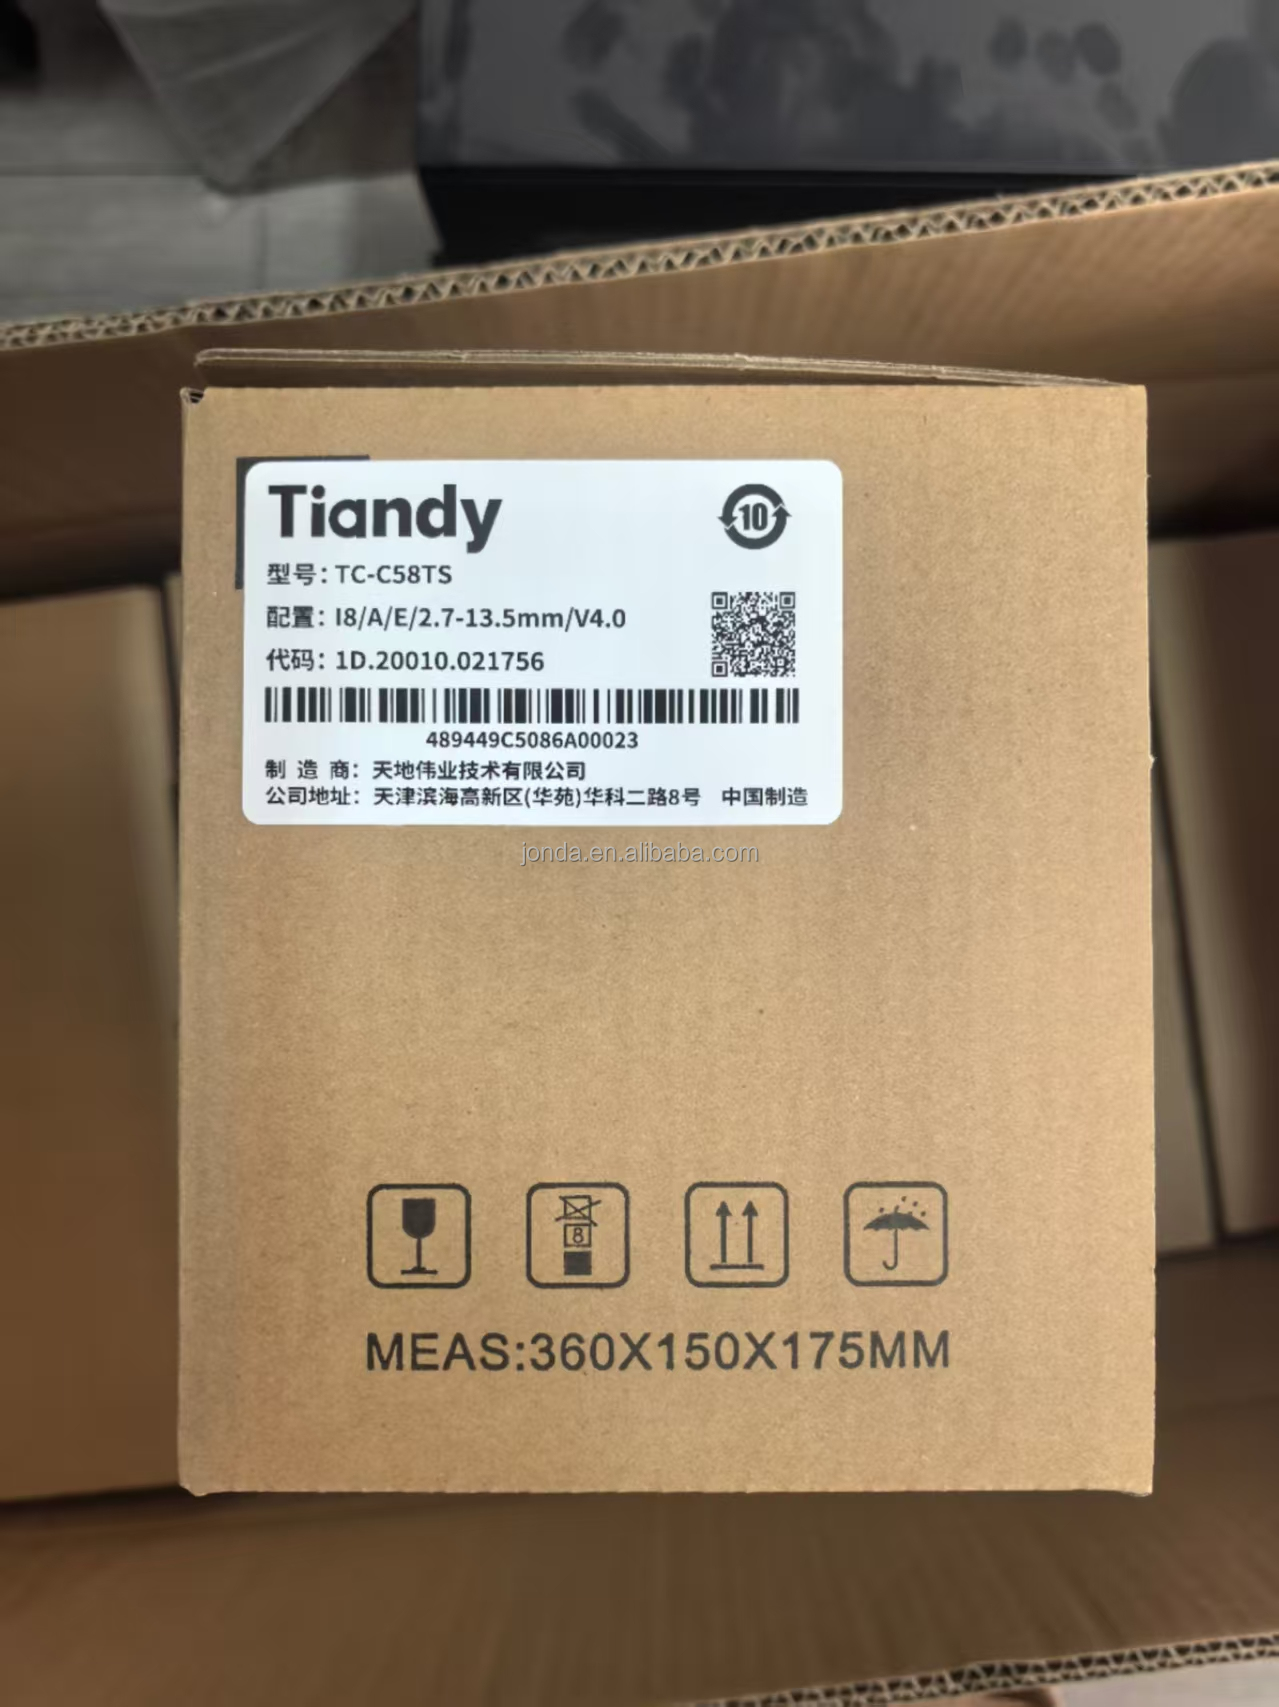 Tiandy
10
型号: TC-C58TS
配置: I8/A/E/2.7-13.5mm/V4.0
代码: 1D.20010.021756
489449C5086A00023
制 造 商: 天地伟业技术有限公司
公司地址: 天津滨海高新区(华苑)华科二路8号 中国制造
jonda.en.alibaba.com
8
MEAS:360X150X175MM